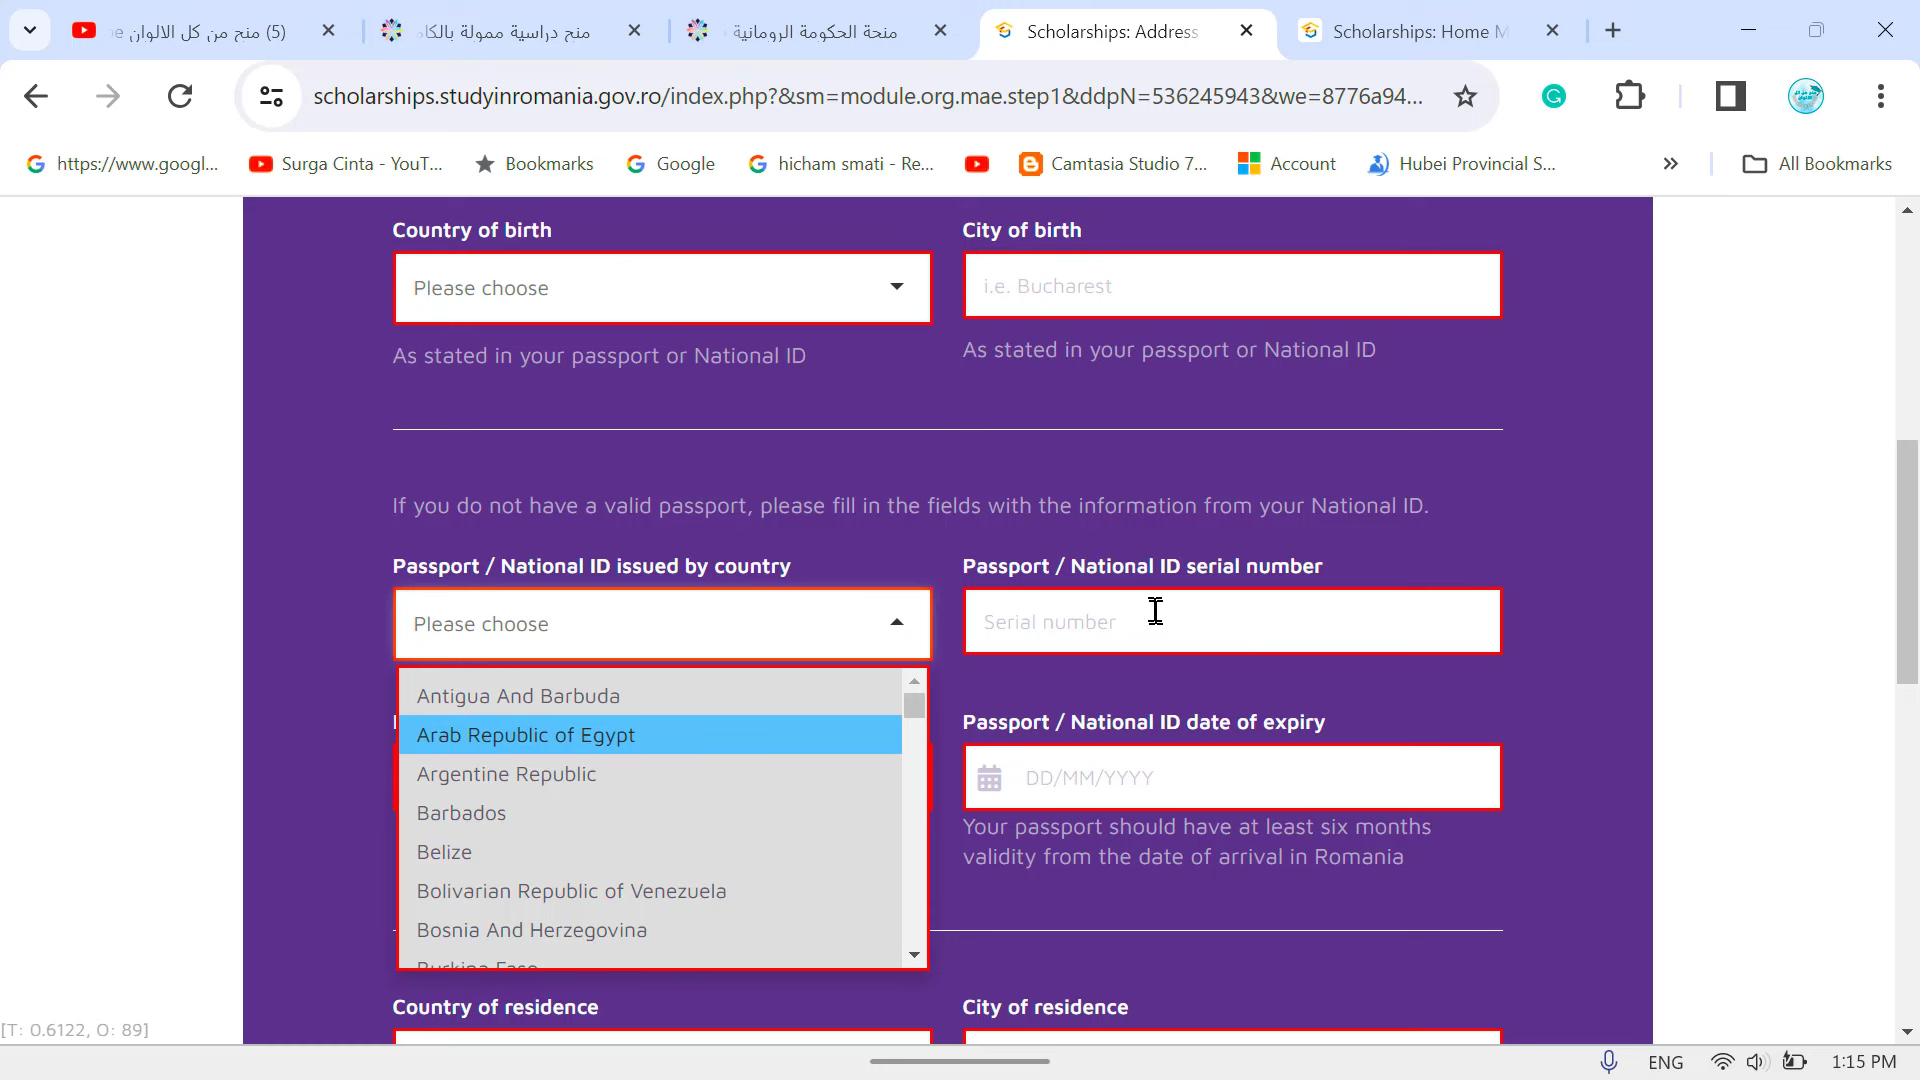 (5) منح من كل الالوان
منح دراسية ممولة بالكا
منحة الحكومة الرومانية
Scholarships: Address
Scholarships: Home M
scholarships.studyinromania.gov.ro/index.php?&sm=module.org.mae.step1&ddpN=536245943&we=8776a94...
https://www.googl...
Surga Cinta - YouT...
Bookmarks
Google
hicham smati - Re...
Camtasia Studio 7...
Account
Hubei Provincial S...
»
All Bookmarks
Country of birth
City of birth
Please choose
i.e. Bucharest
As stated in your passport or National ID
As stated in your passport or National ID
If you do not have a valid passport, please fill in the fields with the information from your National ID.
Passport / National ID issued by country
Passport / National ID serial number
Please choose
Serial number
Antigua And Barbuda
Arab Republic of Egypt
Argentine Republic
Barbados
Belize
Bolivarian Republic of Venezuela
Bosnia And Herzegovina
Burkina Faso
Passport / National ID date of expiry
DD/MM/YYYY
Your passport should have at least six months
validity from the date of arrival in Romania
Country of residence
City of residence
[T: 0.6122, O: 89]
ENG
1:15 PM